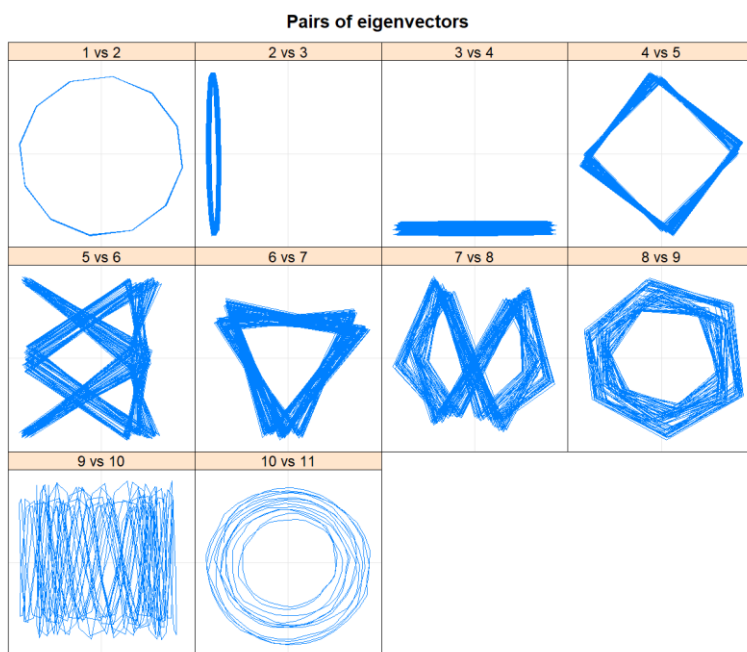 Pairs of eigenvectors
1 vs 2
2 vs 3
3 vs 4
4 vs 5
5 vs 6
6 vs 7
7 vs 8
8 vs 9
9 vs 10
10 vs 11